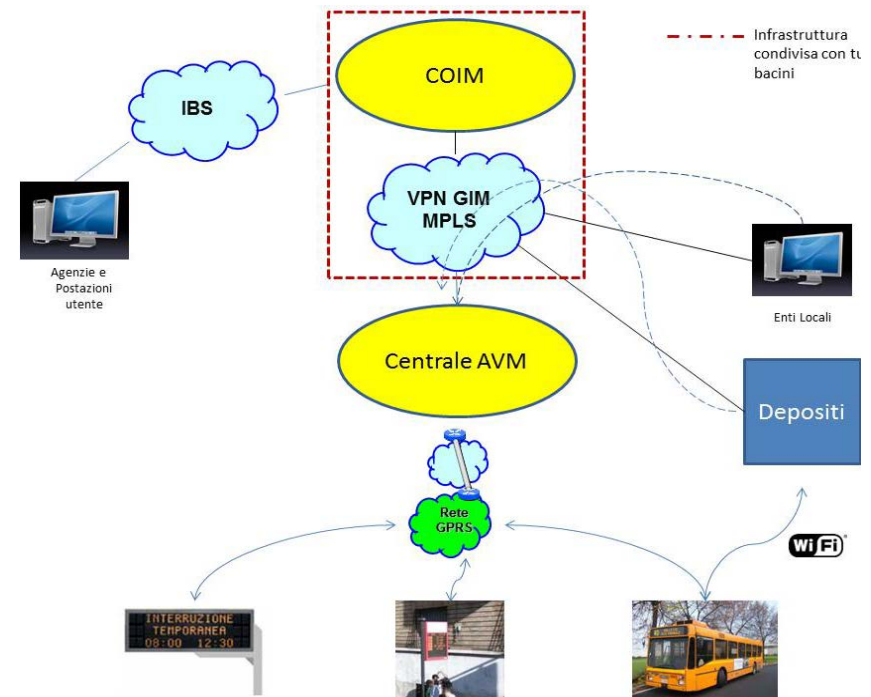 Infrastruttura
condivisa con tu
bacini
COIM
IBS
VPN GIM
MPLS
Agenzie e
Postazioni
utente
Enti Locali
Centrale AVM
Depositi
Rete
GPRS
WiFi
INTERRUZIONE
TEMPORANEA
08:00 12:30